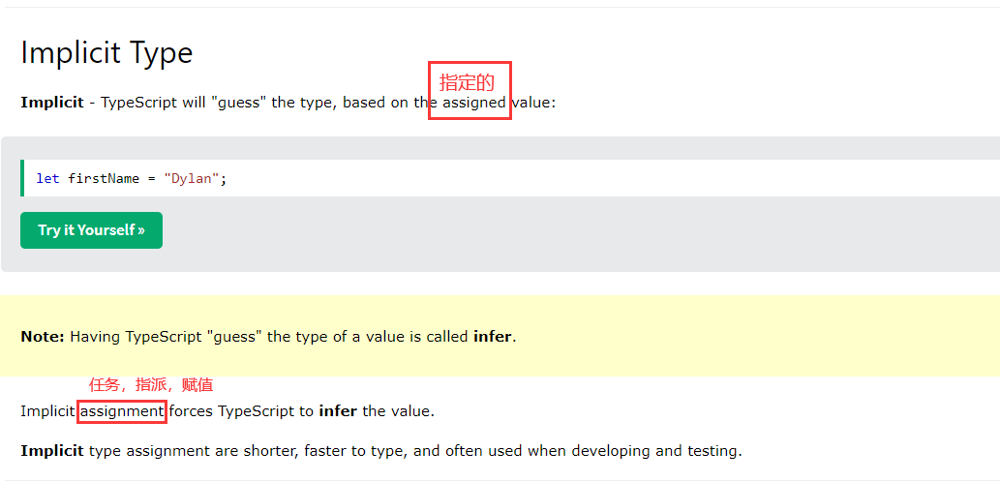 Implicit Type
指定的
Implicit - TypeScript will "guess" the type, based on the assigned value:
let firstName = "Dylan";
Try it Yourself »
Note: Having TypeScript "guess" the type of a value is called infer.
任务，指派，赋值
Implicit assignment forces TypeScript to infer the value.
Implicit type assignment are shorter, faster to type, and often used when developing and testing.